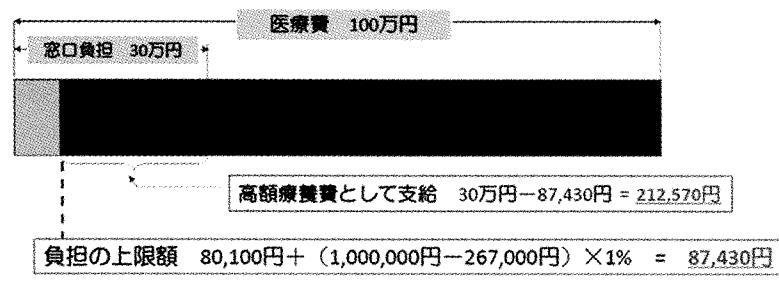 医療費 100万円
窓口負担 30万円
高額療養費として支給 30万円－87,430円 = 212,570円
負担の上限額 80,100円＋（1,000,000円－267,000円）×1% = 87,430円